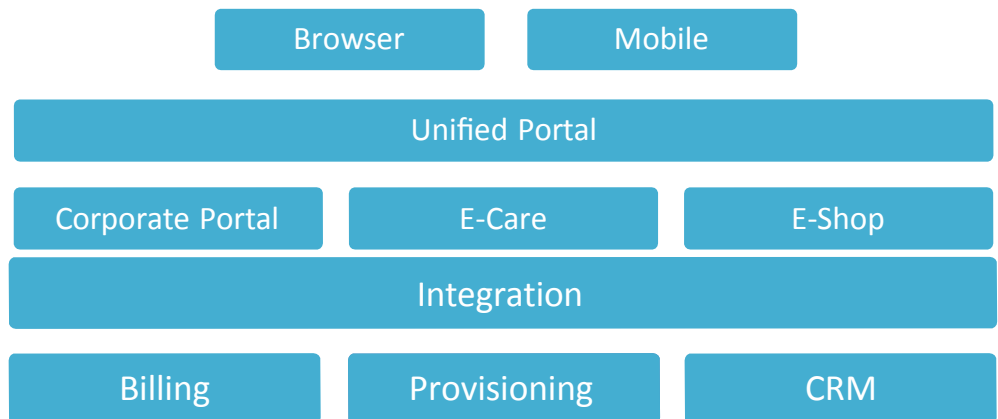 Browser
Mobile
Unified Portal
Corporate Portal
E-Care
E-Shop
Integration
Billing
Provisioning
CRM